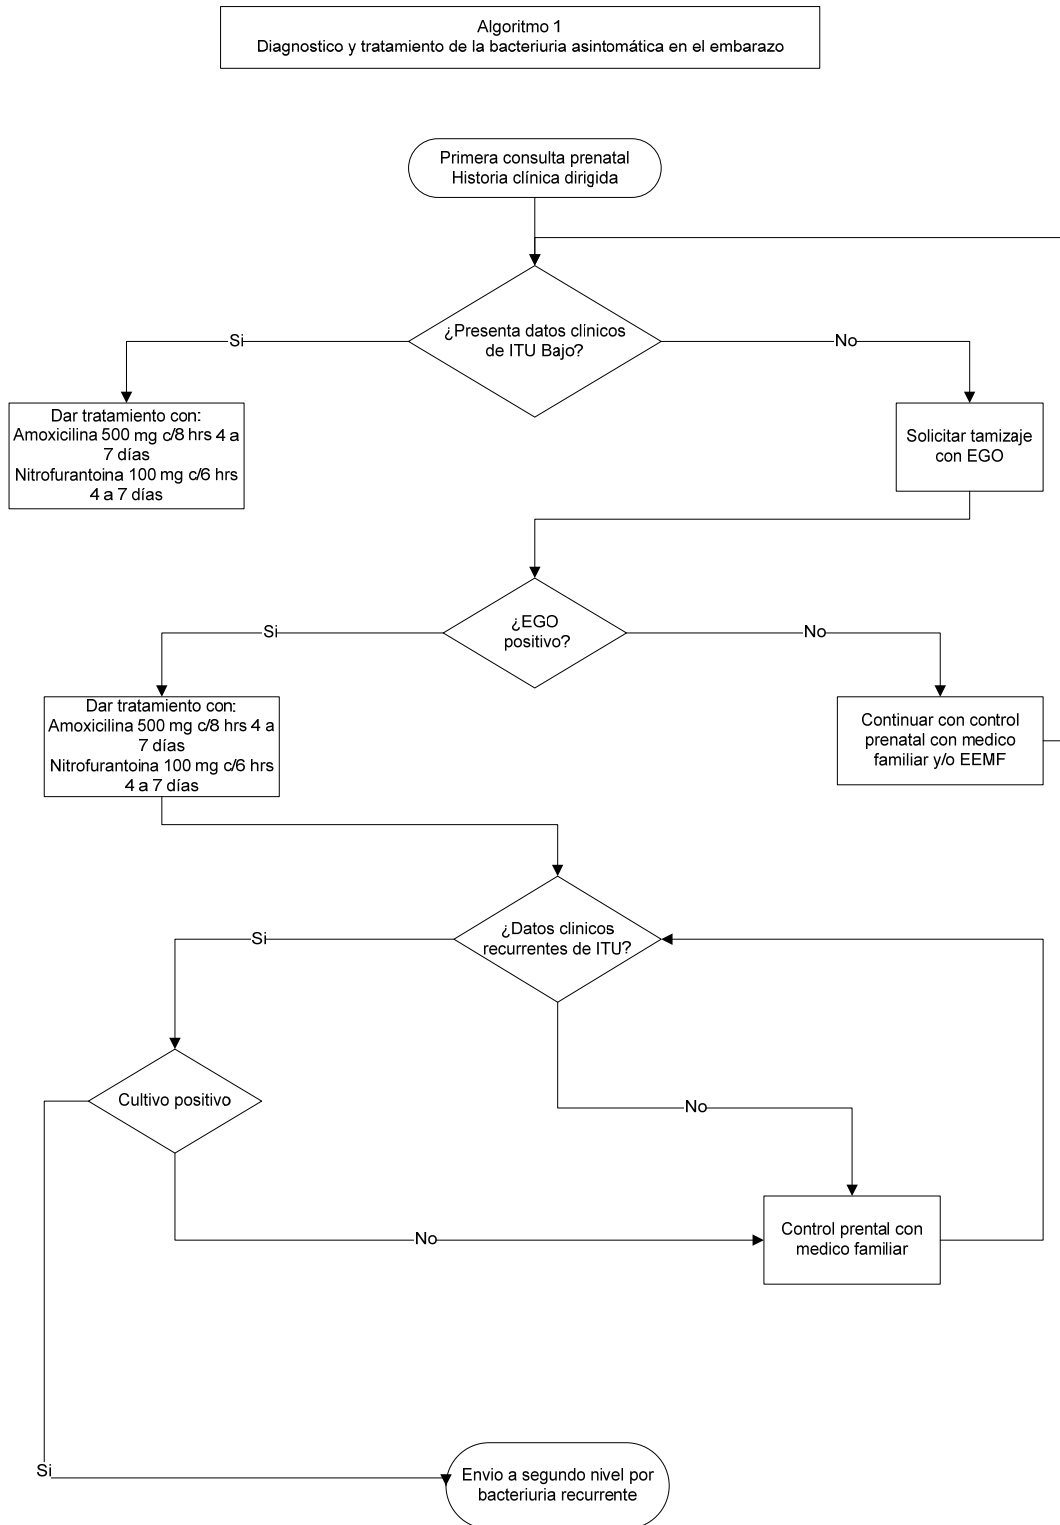 Algoritmo 1
Diagnostico y tratamiento de la bacteriuria asintomática en el embarazo
Primera consulta prenatal
Historia clínica dirigida
¿Presenta datos clínicos
de ITU Bajo?
Si
No
Dar tratamiento con:
Amoxicilina 500 mg c/8 hrs 4 a
7 días
Nitrofurantoina 100 mg c/6 hrs
4 a 7 días
Solicitar tamizaje
con EGO
¿EGO
positivo?
Si
No
Dar tratamiento con:
Amoxicilina 500 mg c/8 hrs 4 a
7 días
Nitrofurantoina 100 mg c/6 hrs
4 a 7 días
Continuar con control
prenatal con medico
familiar y/o EEMF
¿Datos clinicos
recurrentes de ITU?
Si
Cultivo positivo
No
Control prental con
medico familiar
No
Si
Envio a segundo nivel por
bacteriuria recurrente